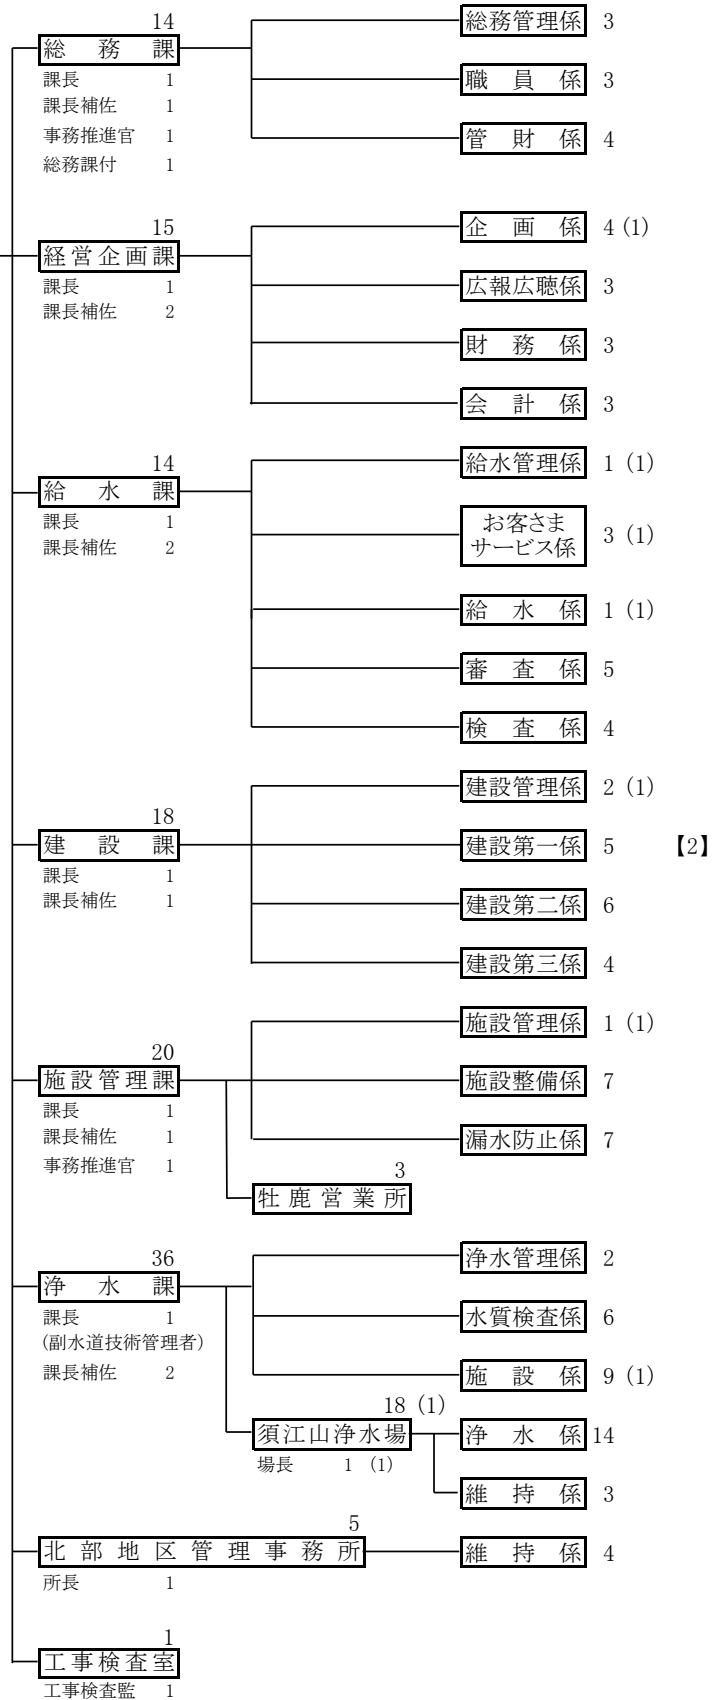 14
総務課
課長 1
課長補佐 1
事務推進官 1
総務課付 1
総務管理係 3
職員係 3
管財係 4
15
経営企画課
課長 1
課長補佐 2
企画係 4 (1)
広報広聴係 3
財務係 3
会計係 3
14
給水課
課長 1
課長補佐 2
給水管理係 1 (1)
お客さま
サービス係 3 (1)
給水係 1 (1)
審査係 5
検査係 4
18
建設課
課長 1
課長補佐 1
建設管理係 2 (1)
建設第一係 5 【2】
建設第二係 6
建設第三係 4
20
施設管理課
課長 1
課長補佐 1
事務推進官 1
施設管理係 1 (1)
施設整備係 7
漏水防止係 7
3
牡鹿営業所
36
浄水課
課長 1
(副水道技術管理者)
課長補佐 2
浄水管理係 2
水質検査係 6
施設係 9 (1)
18 (1)
須江山浄水場
場長 1 (1)
浄水係 14
維持係 3
5
北部地区管理事務所
所長 1
維持係 4
1
工事検査室
工事検査監 1